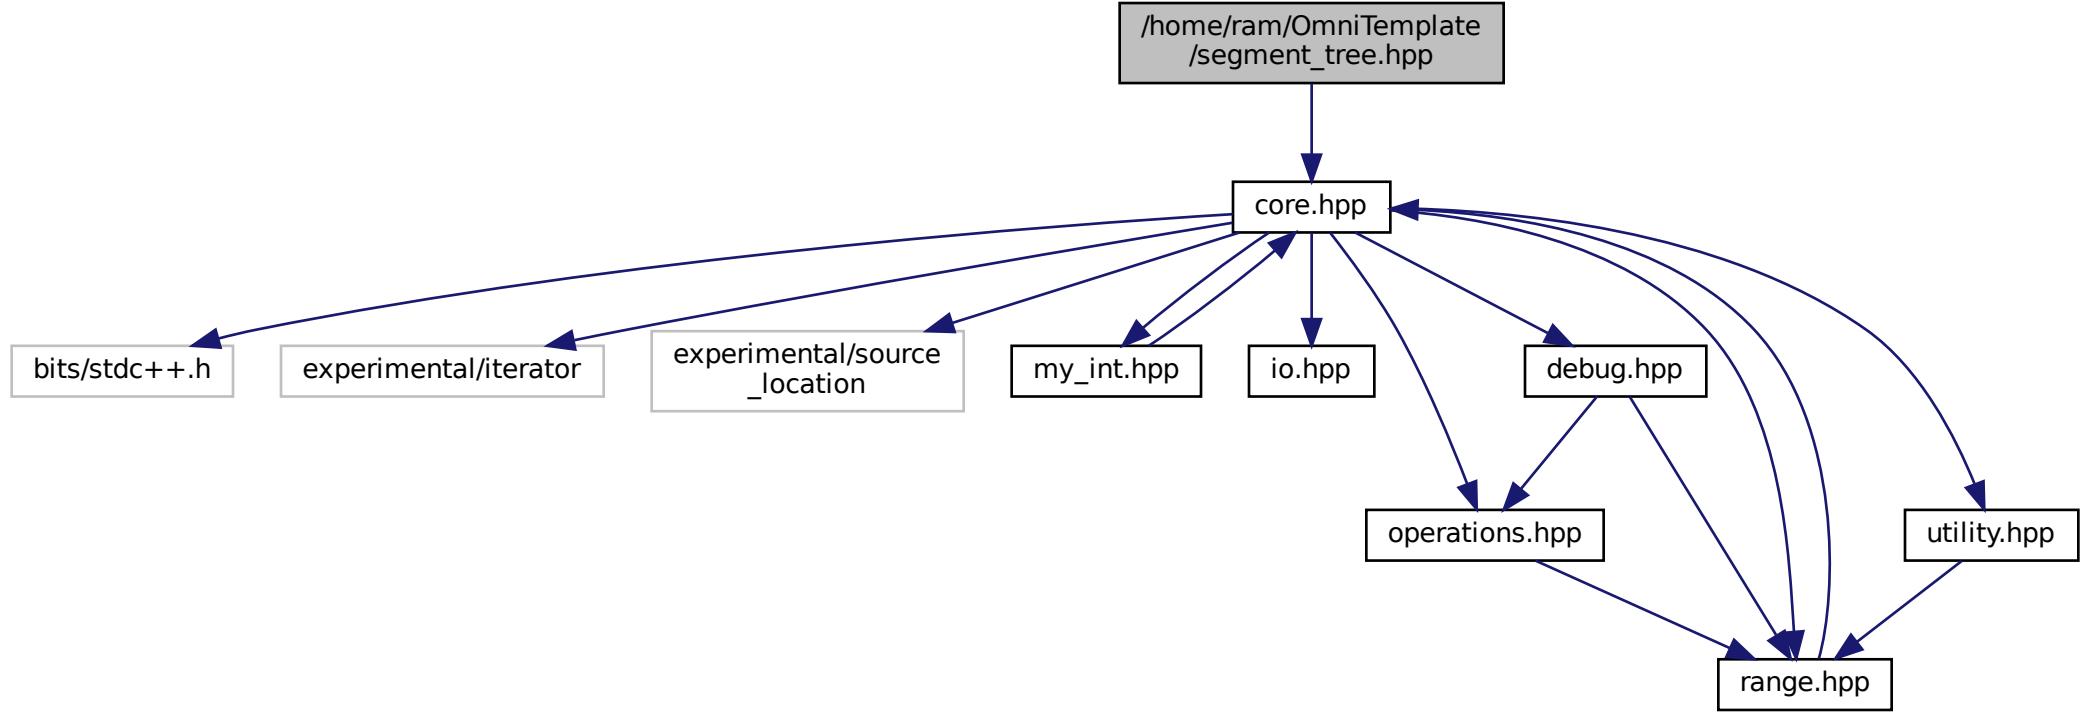 /home/ram/OmniTemplate
/segment_tree.hpp
core.hpp
bits/stdc++.h
experimental/iterator
experimental/source
_location
my_int.hpp
io.hpp
debug.hpp
operations.hpp
utility.hpp
range.hpp